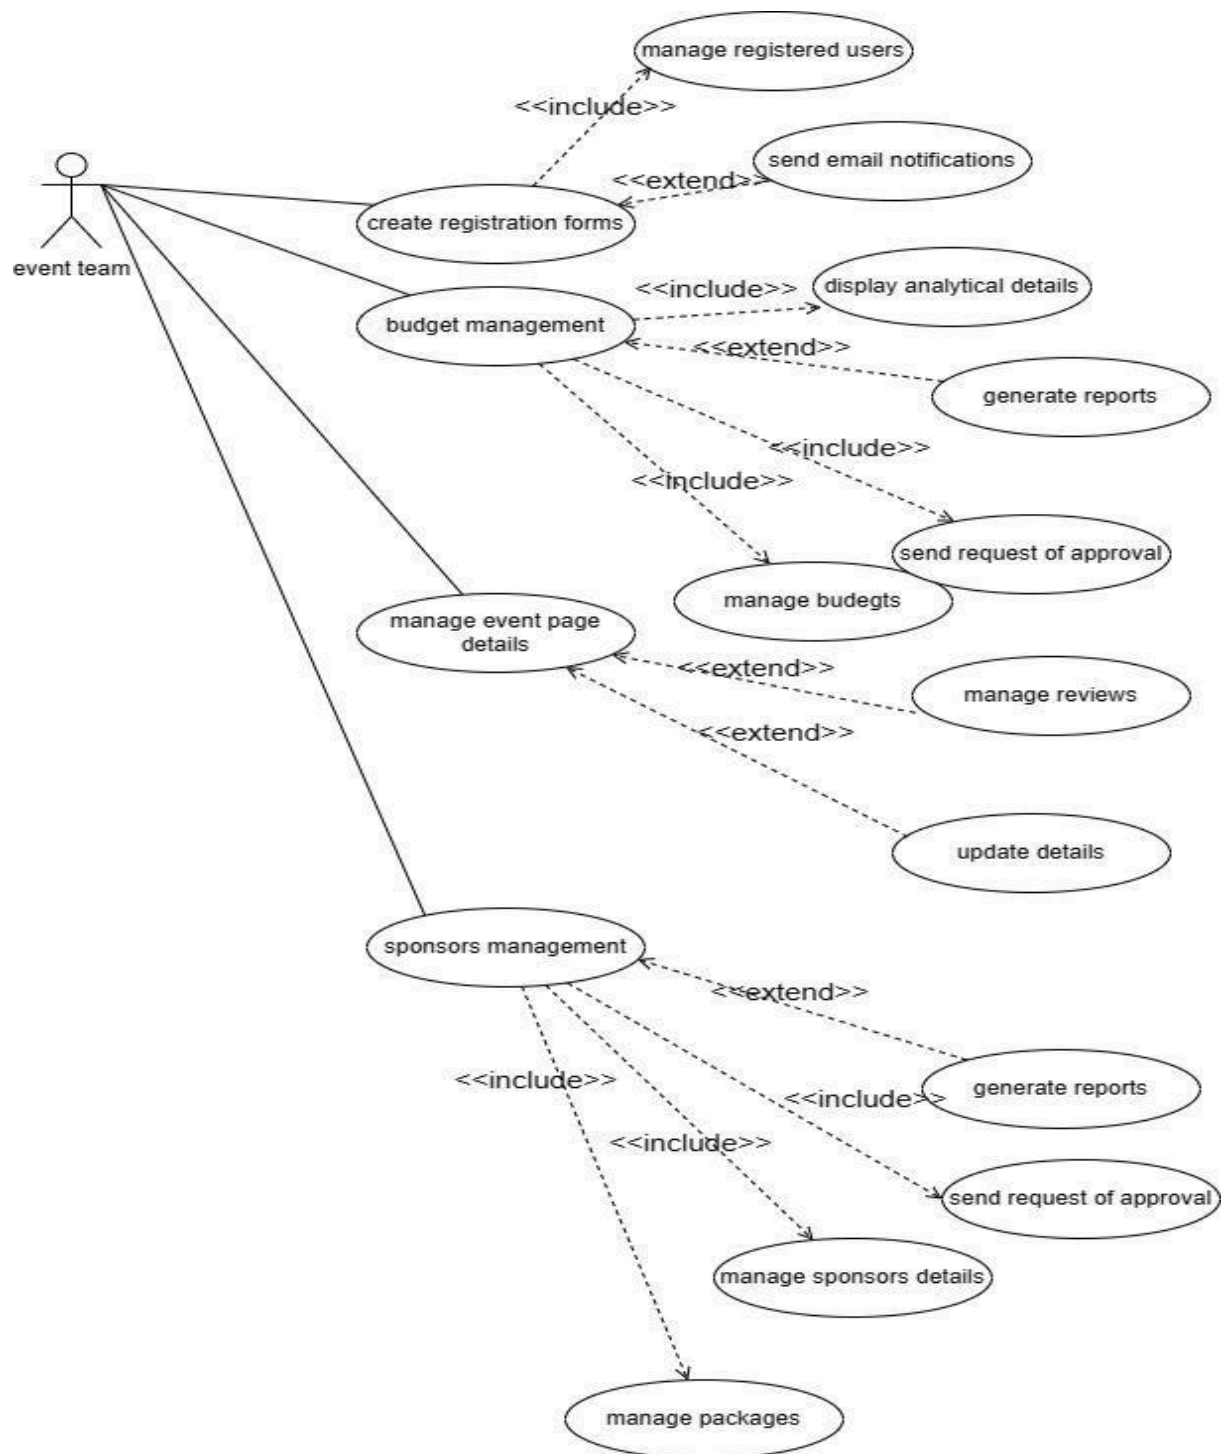 manage registered users
<<include>>
send email notifications
<<extend>>
create registration forms
event team
display analytical details
<<include>>
budget management
<<extend>>
generate reports
<<include>>
<<include>>
send request of approval
manage budegts
manage event page
details
<<extend>>
manage reviews
<<extend>>
update details
sponsors management
<<extend>>
generate reports
<<include>>
<<include>>
<<include>>
send request of approval
manage sponsors details
manage packages